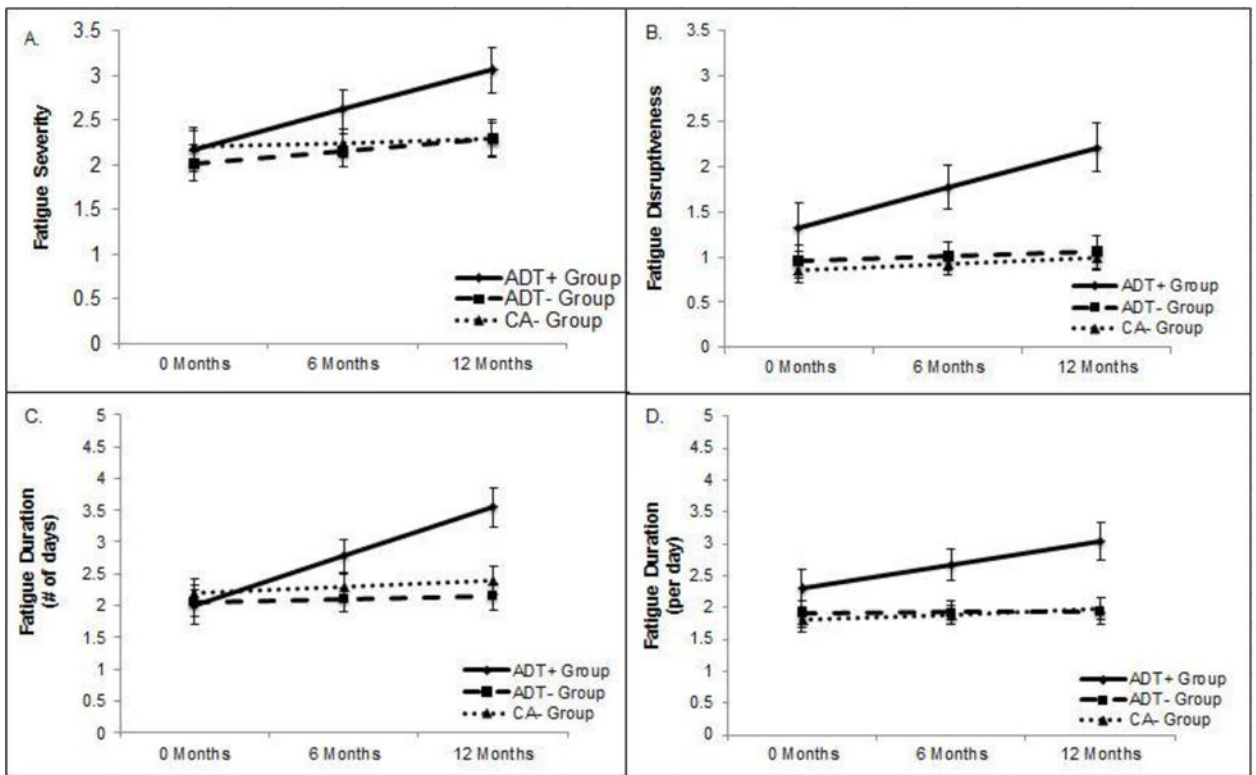 A.
Fatigue Severity
3.5
3
2.5
2
1.5
1
0.5
0
0 Months 6 Months 12 Months
ADT+ Group
ADT- Group
CA- Group
B.
Fatigue Disruptiveness
3.5
3
2.5
2
1.5
1
0.5
0
0 Months 6 Months 12 Months
ADT+ Group
ADT- Group
CA- Group
C.
Fatigue Duration
(# of days)
5
4.5
4
3.5
3
2.5
2
1.5
1
0.5
0
0 Months 6 Months 12 Months
ADT+ Group
ADT- Group
CA- Group
D.
Fatigue Duration
(per day)
5
4.5
4
3.5
3
2.5
2
1.5
1
0.5
0
0 Months 6 Months 12 Months
ADT+ Group
ADT- Group
CA- Group